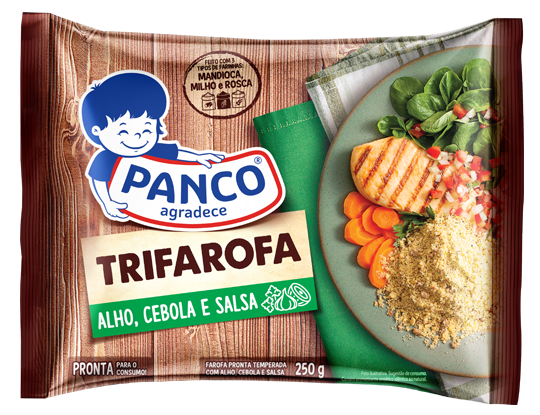 FEITO COM 3
TIPOS DE FARINHAS:
MANDIOCA,
MILHO e ROSCA
PANCO®
agradece
TRIFAROFA
ALHO, CEBOLA E SALSA
PRONTA PARA O
CONSUMO!
FAROFA PRONTA TEMPERADA
COM ALHO, CEBOLA E SALSA
250 g
Foto ilustrativa. Sugestão de consumo.